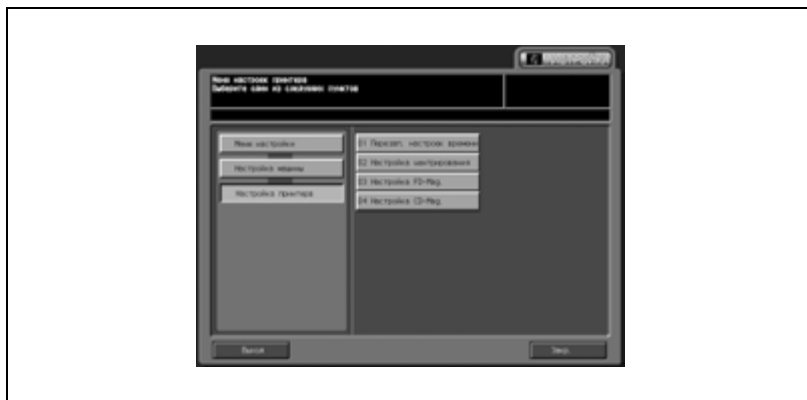 Меню настроек принтера
Выберите один из следующих пунктов
Меню настройки
Настройка машины
Настройка принтера
01 Перезап. настроек времени
02 Настройка центрирования
03 Настройка FD-Mag.
04 Настройка CD-Mag.
Выход
Закр.